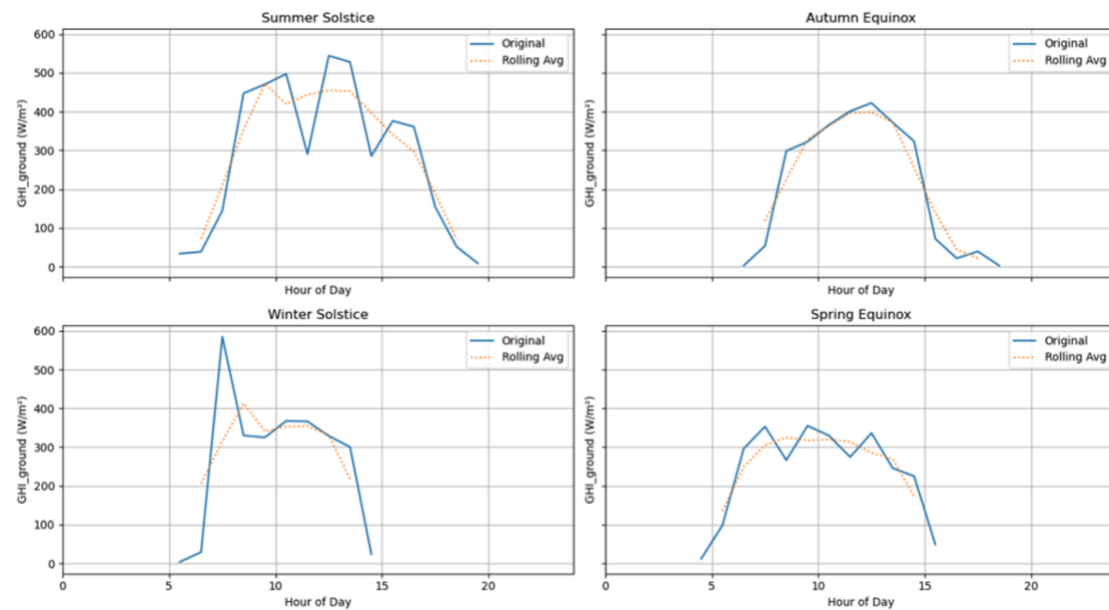 Summer Solstice
GHI_ground (W/m²)
600
500
400
300
200
100
0
Original
Rolling Avg
Hour of Day
Autumn Equinox
GHI_ground (W/m²)
Original
Rolling Avg
Hour of Day
Winter Solstice
GHI_ground (W/m²)
600
500
400
300
200
100
0
Original
Rolling Avg
0 5 10 15 20
Hour of Day
Spring Equinox
GHI_ground (W/m²)
Original
Rolling Avg
0 5 10 15 20
Hour of Day